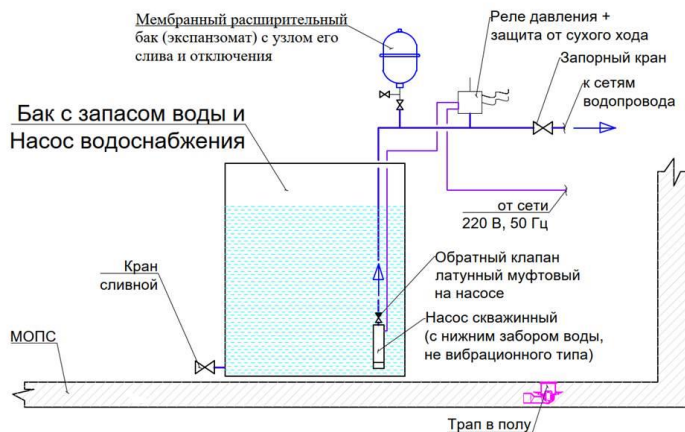 Мембранный расширительный
бак (экспанзомат) с узлом его
слива и отключения
Реле давления +
защита от сухого хода
Запорный кран
к сетям
водопровода
Бак с запасом воды и
Насос водоснабжения
от сети
220 В, 50 Гц
Кран
сливной
Обратный клапан
латунный муфтовый
на насосе
Насос скважинный
(с нижним забором воды,
не вибрационного типа)
МОПС
Трап в полу